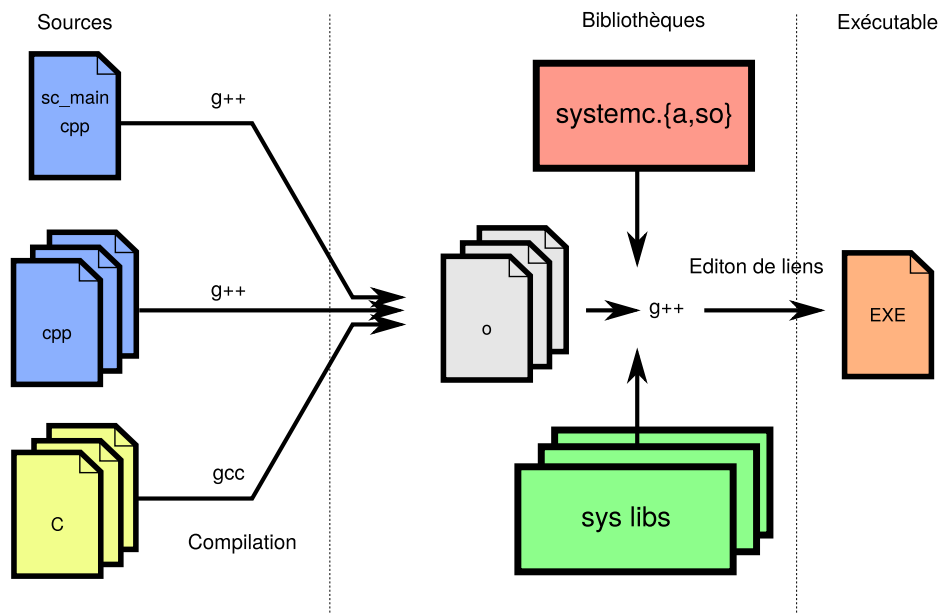 Sources
Bibliothèques
Exécutable
sc_main
cpp
g++
systemc.{a,so}
cpp
g++
o
g++
Editon de liens
EXE
C
gcc
Compilation
sys libs